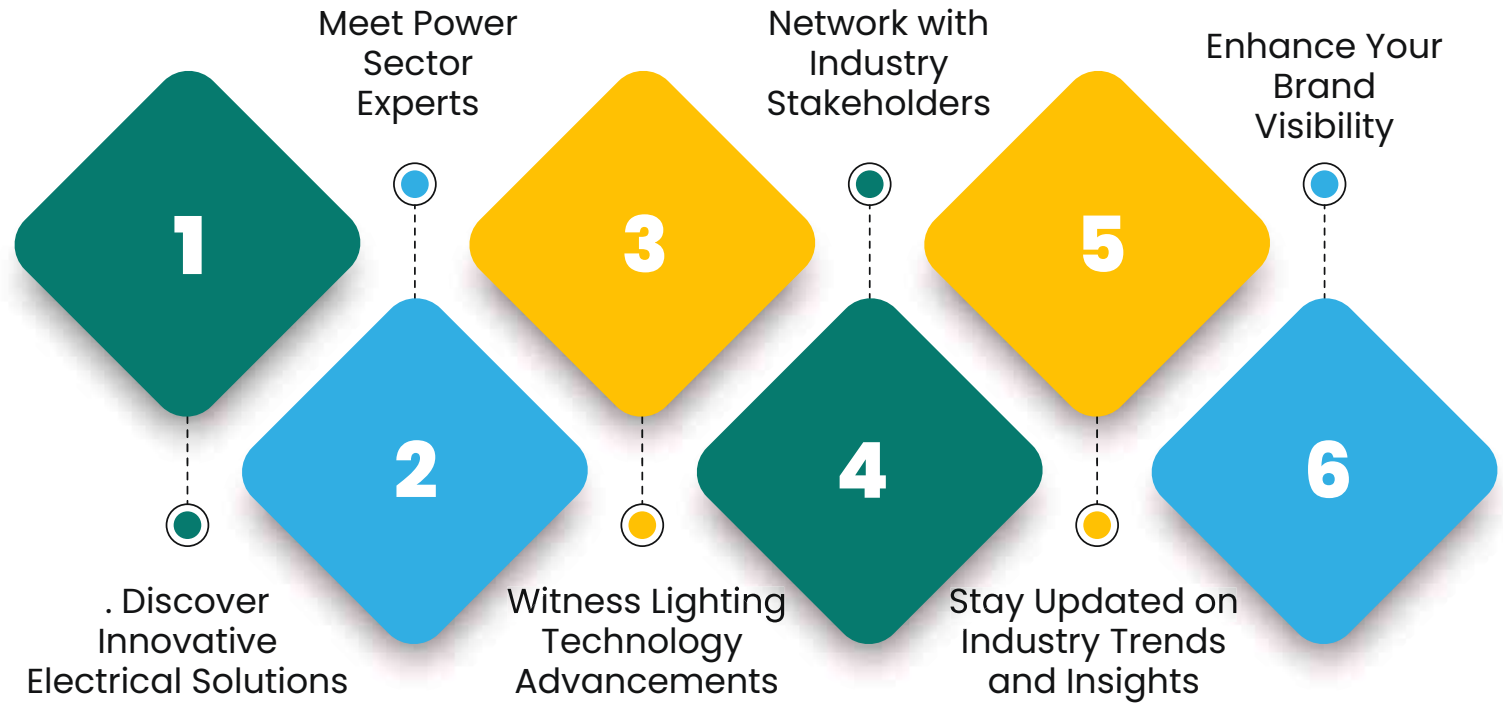 1
. Discover
Innovative
Electrical Solutions
2
Meet Power
Sector
Experts
3
Witness Lighting
Technology
Advancements
4
Network with
Industry
Stakeholders
5
Stay Updated on
Industry Trends
and Insights
6
Enhance Your
Brand
Visibility